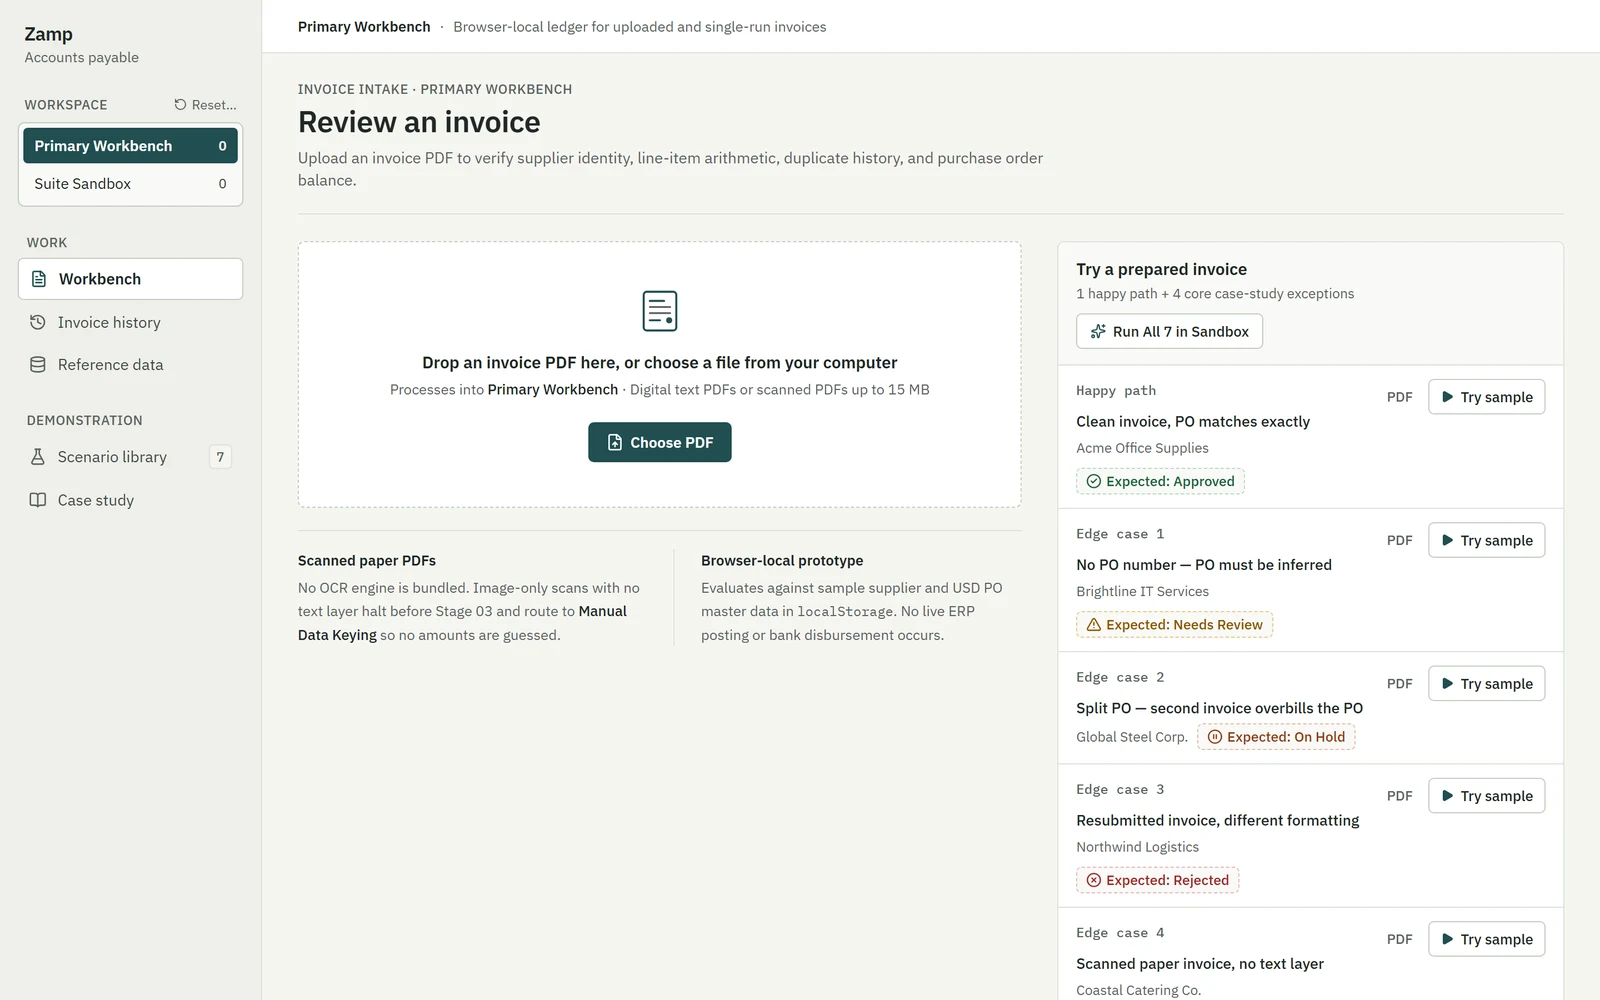 Zamp
Accounts payable
WORKSPACE
Reset...
Primary Workbench 0
Suite Sandbox 0
WORK
Workbench
Invoice history
Reference data
DEMONSTRATION
Scenario library 7
Case study
Primary Workbench · Browser-local ledger for uploaded and single-run invoices
INVOICE INTAKE · PRIMARY WORKBENCH
Review an invoice
Upload an invoice PDF to verify supplier identity, line-item arithmetic, duplicate history, and purchase order
balance.
Drop an invoice PDF here, or choose a file from your computer
Processes into Primary Workbench · Digital text PDFs or scanned PDFs up to 15 MB
Choose PDF
Scanned paper PDFs
No OCR engine is bundled. Image-only scans with no
text layer halt before Stage 03 and route to Manual
Data Keying so no amounts are guessed.
Browser-local prototype
Evaluates against sample supplier and USD PO
master data in localStorage. No live ERP
posting or bank disbursement occurs.
Try a prepared invoice
1 happy path + 4 core case-study exceptions
Run All 7 in Sandbox
Happy path
PDF
Try sample
Clean invoice, PO matches exactly
Acme Office Supplies
Expected: Approved
Edge case 1
PDF
Try sample
No PO number — PO must be inferred
Brightline IT Services
Expected: Needs Review
Edge case 2
PDF
Try sample
Split PO — second invoice overbills the PO
Global Steel Corp.
Expected: On Hold
Edge case 3
PDF
Try sample
Resubmitted invoice, different formatting
Northwind Logistics
Expected: Rejected
Edge case 4
PDF
Try sample
Scanned paper invoice, no text layer
Coastal Catering Co.